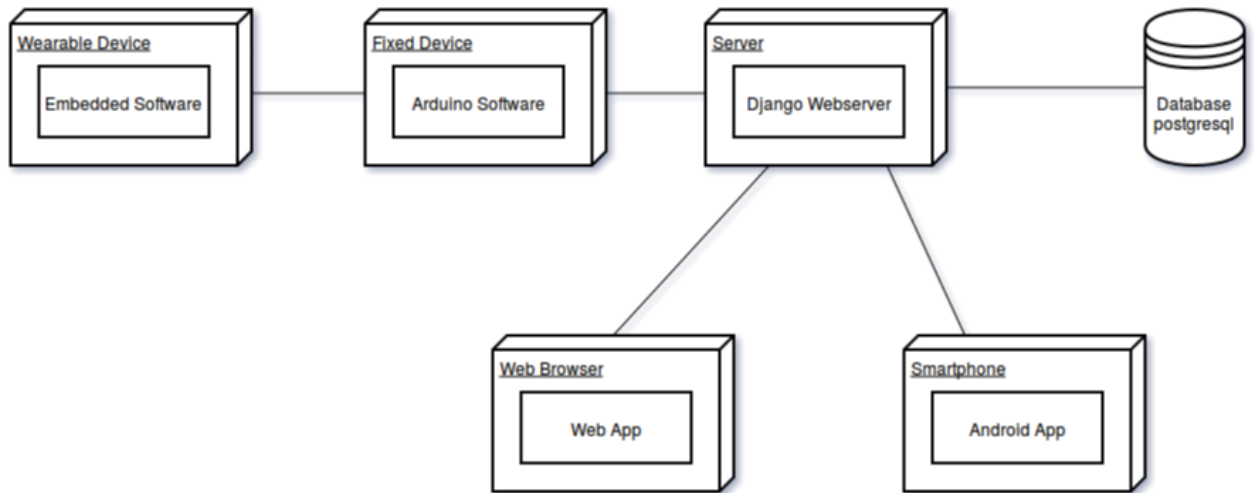 Wearable Device
Embedded Software
Fixed Device
Arduino Software
Server
Django Webserver
Database
postgresql
Web Browser
Web App
Smartphone
Android App